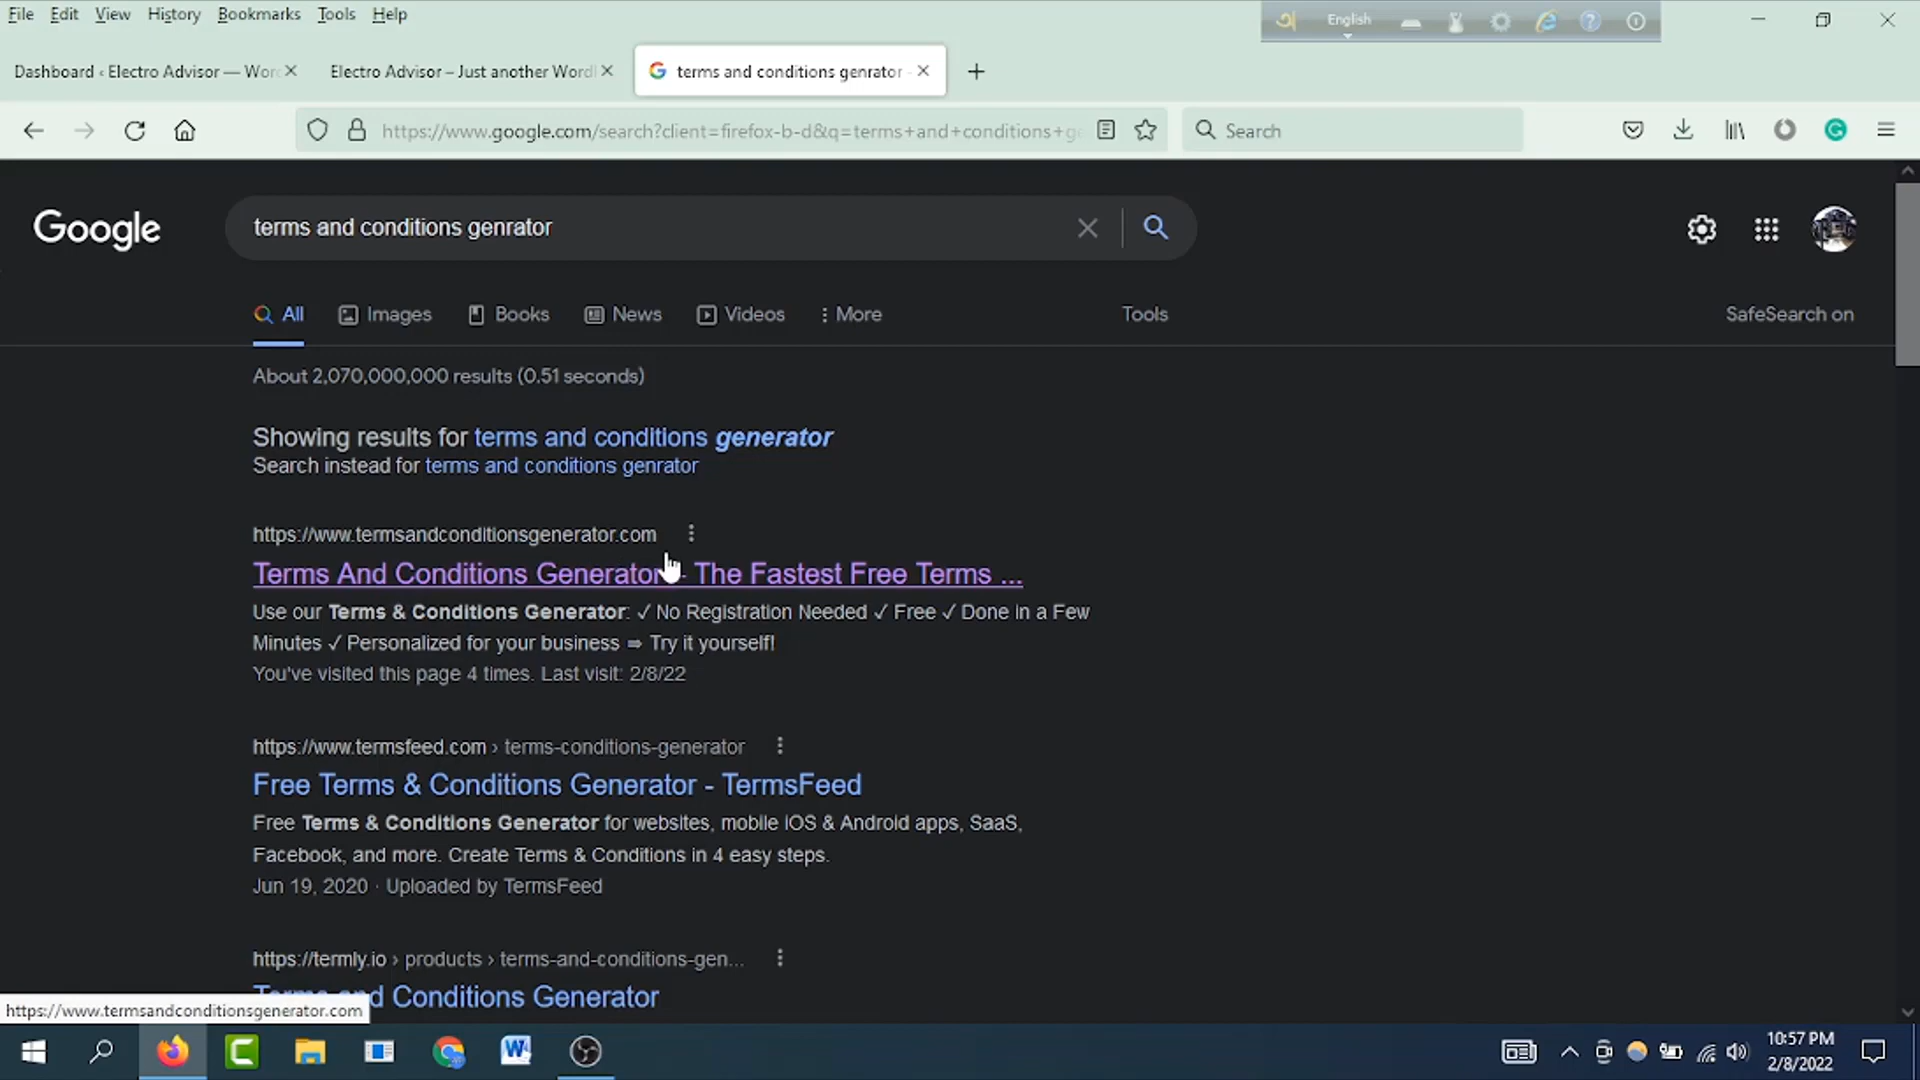 File Edit View History Bookmarks Tools Help
English
Dashboard ‹ Electro Advisor — Wor
Electro Advisor – Just another Word
terms and conditions genrator -
https://www.google.com/search?client=firefox-b-d&q=terms+and+conditions+ge
Search
Google
terms and conditions genrator
All Images Books News Videos More Tools SafeSearch on
About 2,070,000,000 results (0.51 seconds)
Showing results for terms and conditions generator
Search instead for terms and conditions genrator
https://www.termsandconditionsgenerator.com
Terms And Conditions Generator - The Fastest Free Terms ...
Use our Terms & Conditions Generator: ✓ No Registration Needed ✓ Free ✓ Done in a Few
Minutes ✓ Personalized for your business ⇒ Try it yourself!
You've visited this page 4 times. Last visit: 2/8/22
https://www.termsfeed.com › terms-conditions-generator
Free Terms & Conditions Generator - TermsFeed
Free Terms & Conditions Generator for websites, mobile iOS & Android apps, SaaS,
Facebook, and more. Create Terms & Conditions in 4 easy steps.
Jun 19, 2020 · Uploaded by TermsFeed
https://termly.io › products › terms-and-conditions-gen...
Terms and Conditions Generator
https://www.termsandconditionsgenerator.com
10:57 PM
2/8/2022